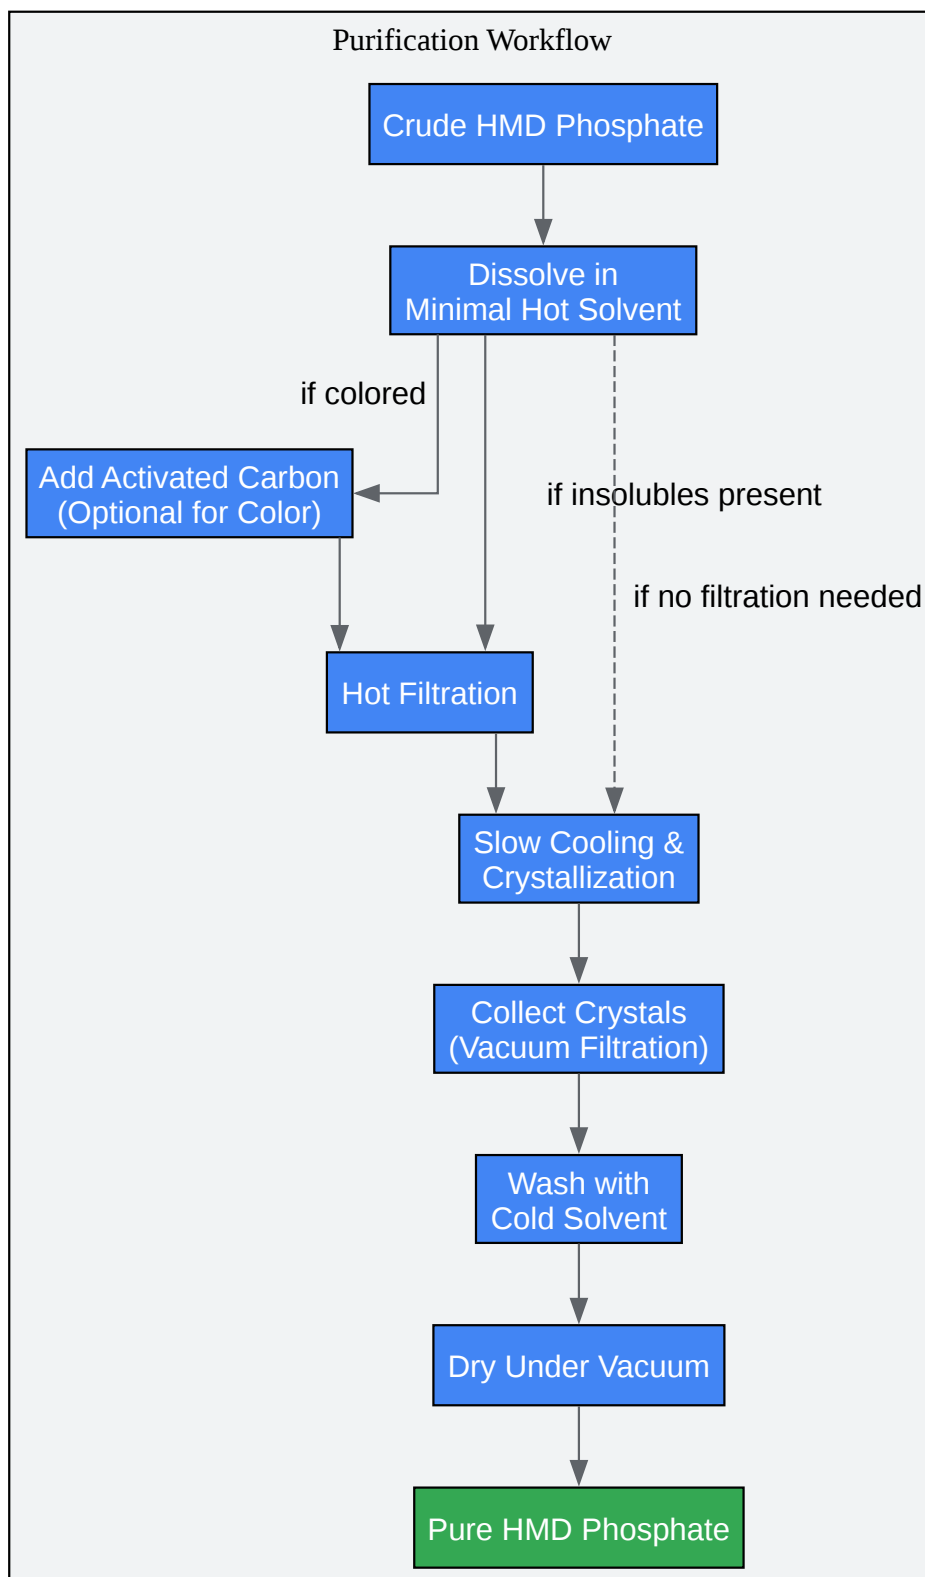 Purification Workflow
Crude HMD Phosphate
Dissolve in
Minimal Hot Solvent
if colored
Add Activated Carbon
(Optional for Color)
if insolubles present
if no filtration needed
Hot Filtration
Slow Cooling &
Crystallization
Collect Crystals
(Vacuum Filtration)
Wash with
Cold Solvent
Dry Under Vacuum
Pure HMD Phosphate